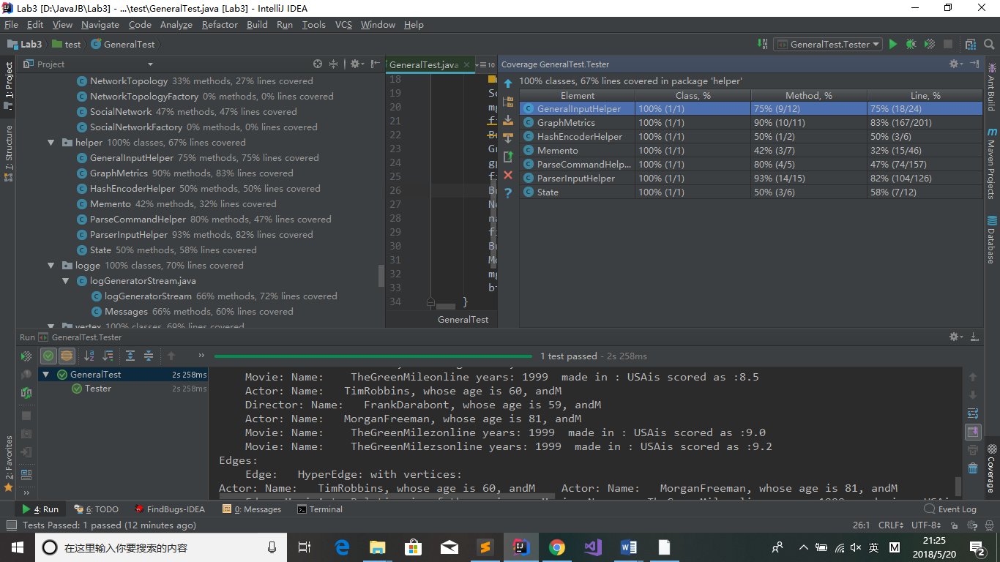 Lab3 [D:\JavaJB\Lab3] - ...\test\GeneralTest.java [Lab3] - IntelliJ IDEA
File Edit View Navigate Code Analyze Refactor Build Run Tools VCS Window Help
Lab3 test GeneralTest GeneralTest.Tester
1: Project
7: Structure
2: Favorites
Project
NetworkTopology 33% methods, 27% lines covered
NetworkTopologyFactory 0% methods, 0% lines covered
SocialNetwork 47% methods, 47% lines covered
SocialNetworkFactory 0% methods, 0% lines covered
helper 100% classes, 67% lines covered
GeneralInputHelper 75% methods, 75% lines covered
GraphMetrics 90% methods, 83% lines covered
HashEncoderHelper 50% methods, 50% lines covered
Memento 42% methods, 32% lines covered
ParseCommandHelper 80% methods, 47% lines covered
ParserInputHelper 93% methods, 82% lines covered
State 50% methods, 58% lines covered
logge 100% classes, 70% lines covered
logGeneratorStream.java
logGeneratorStream 66% methods, 72% lines covered
Messages 66% methods, 60% lines covered
vertex 100% classes, 69% lines covered
GeneralTest.java 10
18
19 So
20 mg
21 fi
22 Bu
23 Gr
24 gp
25 fi
26 Bu
27 Ne
28 na
29 fi
30 Bu
31 Mo
32 mg
33 bt
34 }
GeneralTest
Coverage GeneralTest.Tester
100% classes, 67% lines covered in package 'helper'
Element Class, % Method, % Line, %
GeneralInputHelper 100% (1/1) 75% (9/12) 75% (18/24)
GraphMetrics 100% (1/1) 90% (10/11) 83% (167/201)
HashEncoderHelper 100% (1/1) 50% (1/2) 50% (3/6)
Memento 100% (1/1) 42% (3/7) 32% (15/46)
ParseCommandHelp... 100% (1/1) 80% (4/5) 47% (74/157)
ParserInputHelper 100% (1/1) 93% (14/15) 82% (104/126)
State 100% (1/1) 50% (3/6) 58% (7/12)
Ant Build
Maven Projects
Database
Coverage
Run GeneralTest.Tester
1 test passed - 2s 258ms
GeneralTest 2s 258ms
Tester 2s 258ms
Movie: Name: TheGreenMileonline years: 1999 made in : USAis scored as :8.5
Actor: Name: TimRobbins, whose age is 60, andM
Director: Name: FrankDarabont, whose age is 59, andM
Actor: Name: MorganFreeman, whose age is 81, andM
Movie: Name: TheGreenMilezonline years: 1999 made in : USAis scored as :9.0
Movie: Name: TheGreenMilezsonline years: 1999 made in : USAis scored as :9.2
Edges:
Edge: HyperEdge: with vertices:
Actor: Name: TimRobbins, whose age is 60, andM Actor: Name: MorganFreeman, whose age is 81, andM
4: Run 6: TODO FindBugs-IDEA 0: Messages Terminal Event Log
Tests Passed: 1 passed (12 minutes ago) 26:1 CRLF UTF-8
在这里输入你要搜索的内容
英 M
21:25
2018/5/20
2